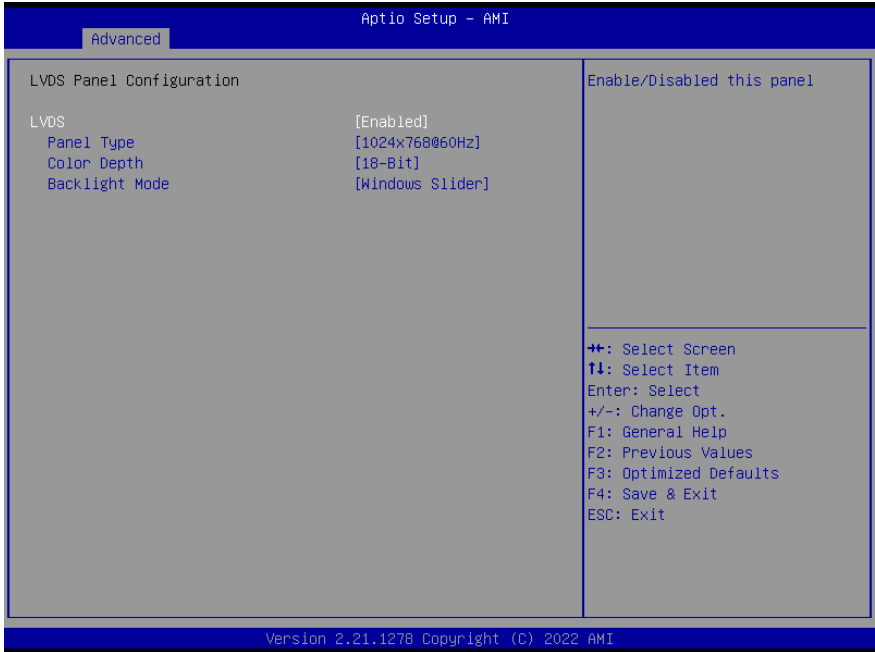 Aptio Setup – AMI
Advanced
LVDS Panel Configuration
LVDS [Enabled]
Panel Type [1024x768@60Hz]
Color Depth [18-Bit]
Backlight Mode [Windows Slider]
Enable/Disabled this panel
→←: Select Screen
↑↓: Select Item
Enter: Select
+/-: Change Opt.
F1: General Help
F2: Previous Values
F3: Optimized Defaults
F4: Save & Exit
ESC: Exit
Version 2.21.1278 Copyright (C) 2022 AMI